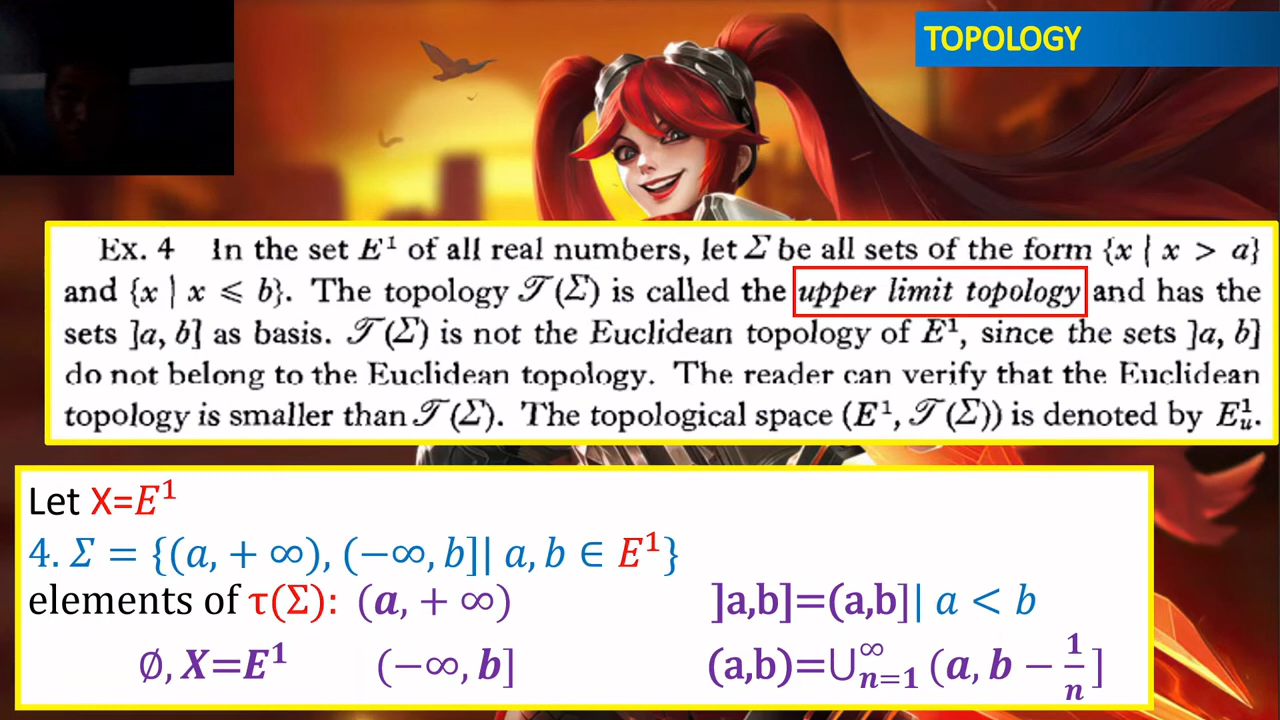 TOPOLOGY
Ex. 4 In the set E¹ of all real numbers, let Σ be all sets of the form {x | x > a}
and {x | x ⩽ b}. The topology 𝒯(Σ) is called the upper limit topology and has the
sets ]a, b] as basis. 𝒯(Σ) is not the Euclidean topology of E¹, since the sets ]a, b]
do not belong to the Euclidean topology. The reader can verify that the Euclidean
topology is smaller than 𝒯(Σ). The topological space (E¹, 𝒯(Σ)) is denoted by E¹ᵤ.
Let X=E¹
4. Σ = {(a, + ∞), (−∞, b]| a, b ∈ E¹}
elements of τ(Σ): (a, + ∞) ]a,b]=(a,b]| a < b
∅, X=E¹ (−∞, b] (a,b)=⋃∞n=1 (a, b − 1/n]